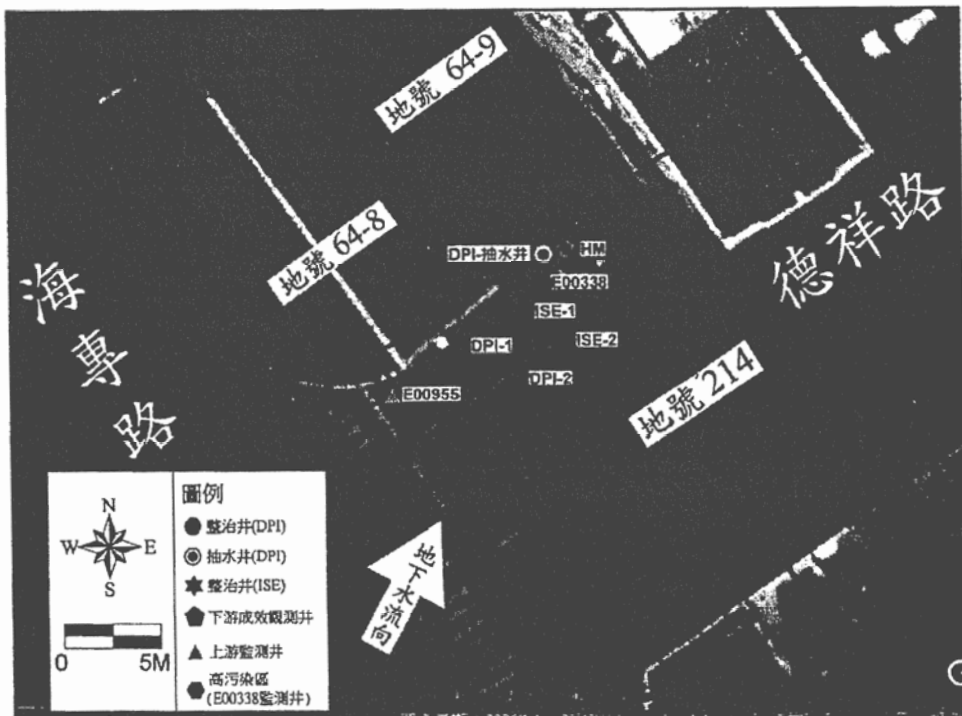 地號 64-9
地號 64-8
海專路
德祥路
DPI-抽水井
HM
E00338
ISE-1
ISE-2
DPI-1
DPI-2
E00955
地號 214
地下水流向
圖例
N
W
E
S
0
5M
整治井(DPI)
抽水井(DPI)
整治井(ISE)
下游成效觀測井
上游監測井
高污染區
(E00338監測井)